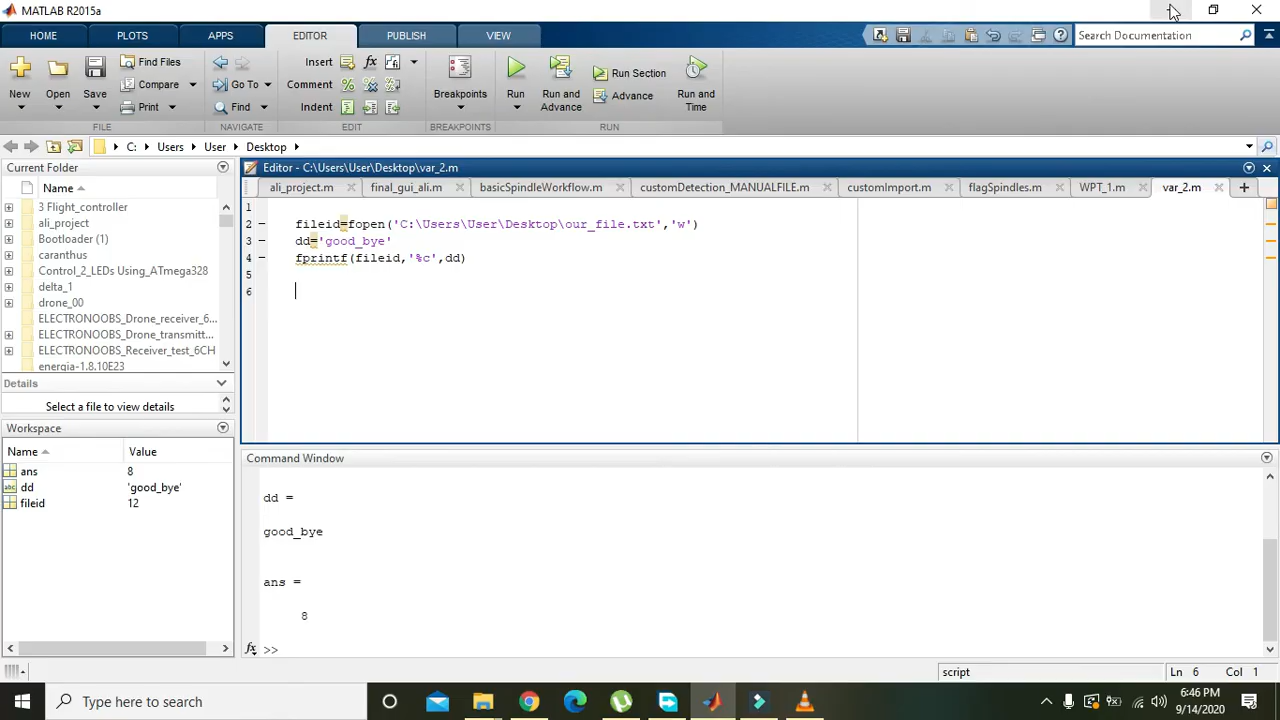 MATLAB R2015a
HOME PLOTS APPS EDITOR PUBLISH VIEW
Search Documentation
New Open Save
Find Files
Compare
Print
FILE
Go To
Find
NAVIGATE
Insert fx
Comment
Indent
EDIT
Breakpoints
BREAKPOINTS
Run
Run and Advance
Run Section
Advance
Run and Time
RUN
C: Users User Desktop
Current Folder
Name
3 Flight_controller
ali_project
Bootloader (1)
caranthus
Control_2_LEDs Using_ATmega328
delta_1
drone_00
ELECTRONOOBS_Drone_receiver_6...
ELECTRONOOBS_Drone_transmitt...
ELECTRONOOBS_Receiver_test_6CH
energia-1.8.10E23
Details
Select a file to view details
Workspace
Name Value
ans 8
dd 'good_bye'
fileid 12
Editor - C:\Users\User\Desktop\var_2.m
ali_project.m final_gui_ali.m basicSpindleWorkflow.m customDetection_MANUALFILE.m customImport.m flagSpindles.m WPT_1.m var_2.m
1
2 fileid=fopen('C:\Users\User\Desktop\our_file.txt','w')
3 dd='good_bye'
4 fprintf(fileid,'%c',dd)
5
6
Command Window
dd =
good_bye
ans =
8
fx >>
script Ln 6 Col 1
Type here to search
6:46 PM
9/14/2020